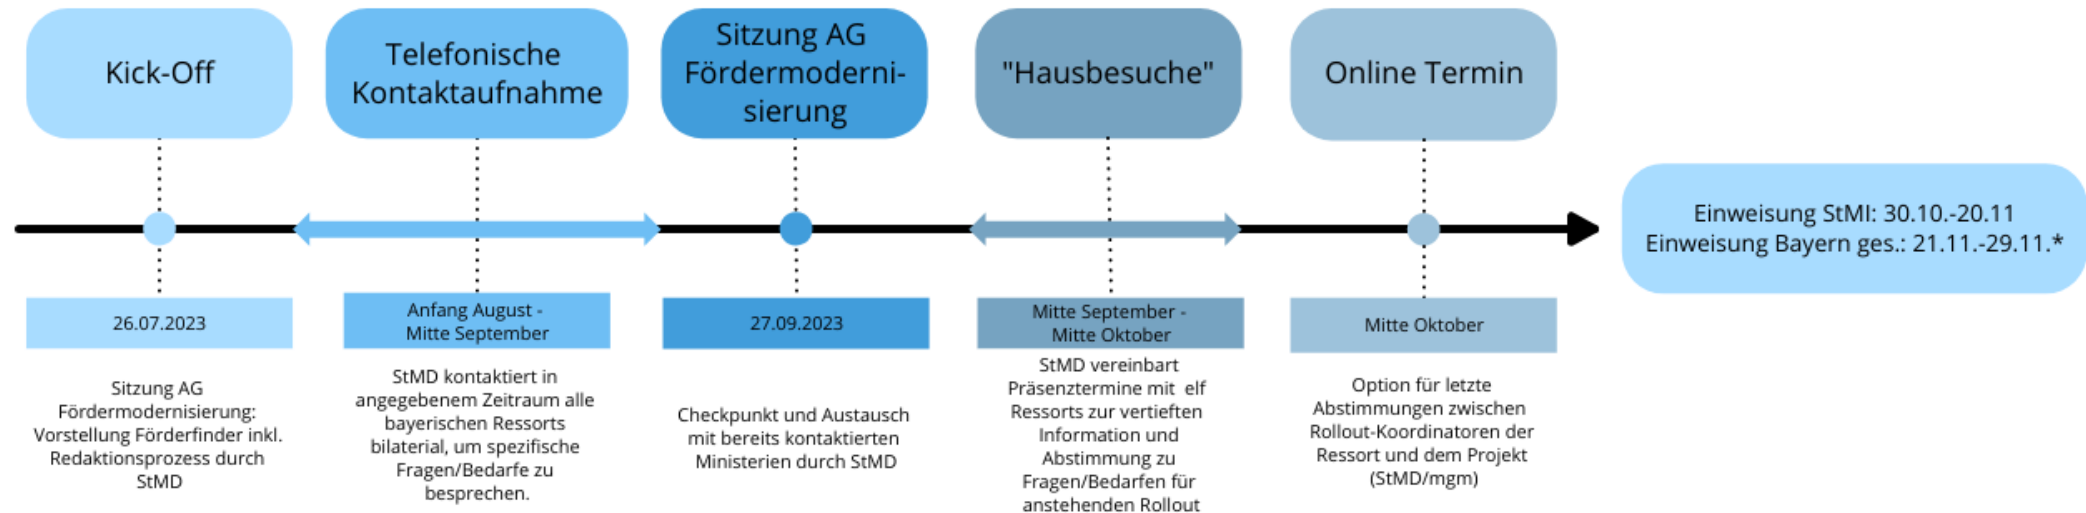 Kick-Off
Telefonische
Kontaktaufnahme
Sitzung AG
Fördermoderni-
sierung
"Hausbesuche"
Online Termin
Einweisung StMI: 30.10.-20.11
Einweisung Bayern ges.: 21.11.-29.11.*
26.07.2023
Anfang August -
Mitte September
27.09.2023
Mitte September -
Mitte Oktober
Mitte Oktober
Sitzung AG
Fördermodernisierung:
Vorstellung Förderfinder inkl.
Redaktionsprozess durch
StMD
StMD kontaktiert in
angegebenem Zeitraum alle
bayerischen Ressorts
bilaterial, um spezifische
Fragen/Bedarfe zu
besprechen.
Checkpunkt und Austausch
mit bereits kontaktierten
Ministerien durch StMD
StMD vereinbart
Präsenztermine mit elf
Ressorts zur vertieften
Information und
Abstimmung zu
Fragen/Bedarfen für
anstehenden Rollout
Option für letzte
Abstimmungen zwischen
Rollout-Koordinatoren der
Ressort und dem Projekt
(StMD/mgm)